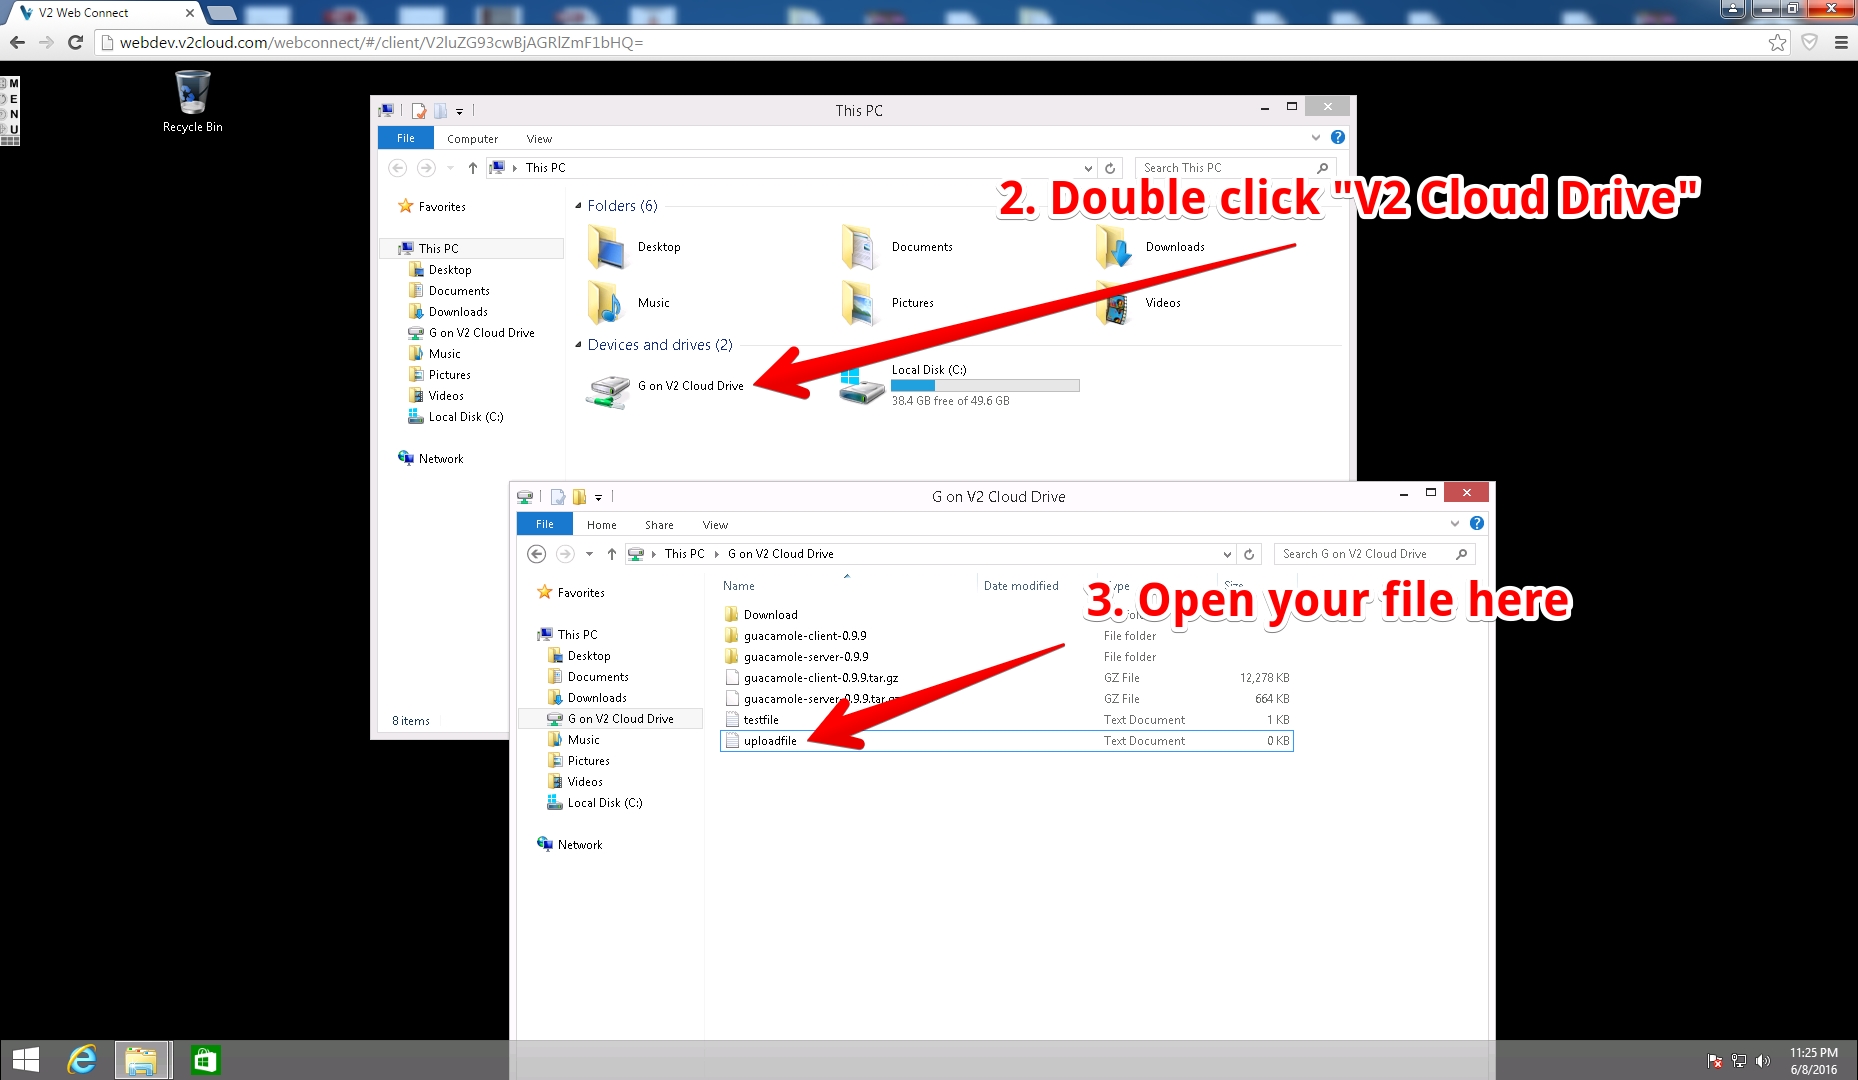 V2 Web Connect
webdev.v2cloud.com/webconnect/#/client/V2luZG93cwBjAGRlZmF1bHQ=
MENU
Recycle Bin
This PC
File Computer View
This PC
Search This PC
2. Double click "V2 Cloud Drive"
Favorites
This PC
Desktop
Documents
Downloads
G on V2 Cloud Drive
Music
Pictures
Videos
Local Disk (C:)
Network
8 items
Folders (6)
Desktop Documents Downloads
Music Pictures Videos
Devices and drives (2)
G on V2 Cloud Drive
Local Disk (C:)
38.4 GB free of 49.6 GB
G on V2 Cloud Drive
File Home Share View
This PC G on V2 Cloud Drive
Search G on V2 Cloud Drive
Favorites
This PC
Desktop
Documents
Downloads
G on V2 Cloud Drive
Music
Pictures
Videos
Local Disk (C:)
Network
Name Date modified Type Size
3. Open your file here
Download
guacamole-client-0.9.9 File folder
guacamole-server-0.9.9 File folder
guacamole-client-0.9.9.tar.gz GZ File 12,278 KB
guacamole-server-0.9.9.tar.gz GZ File 664 KB
testfile Text Document 1 KB
uploadfile Text Document 0 KB
11:25 PM
6/8/2016